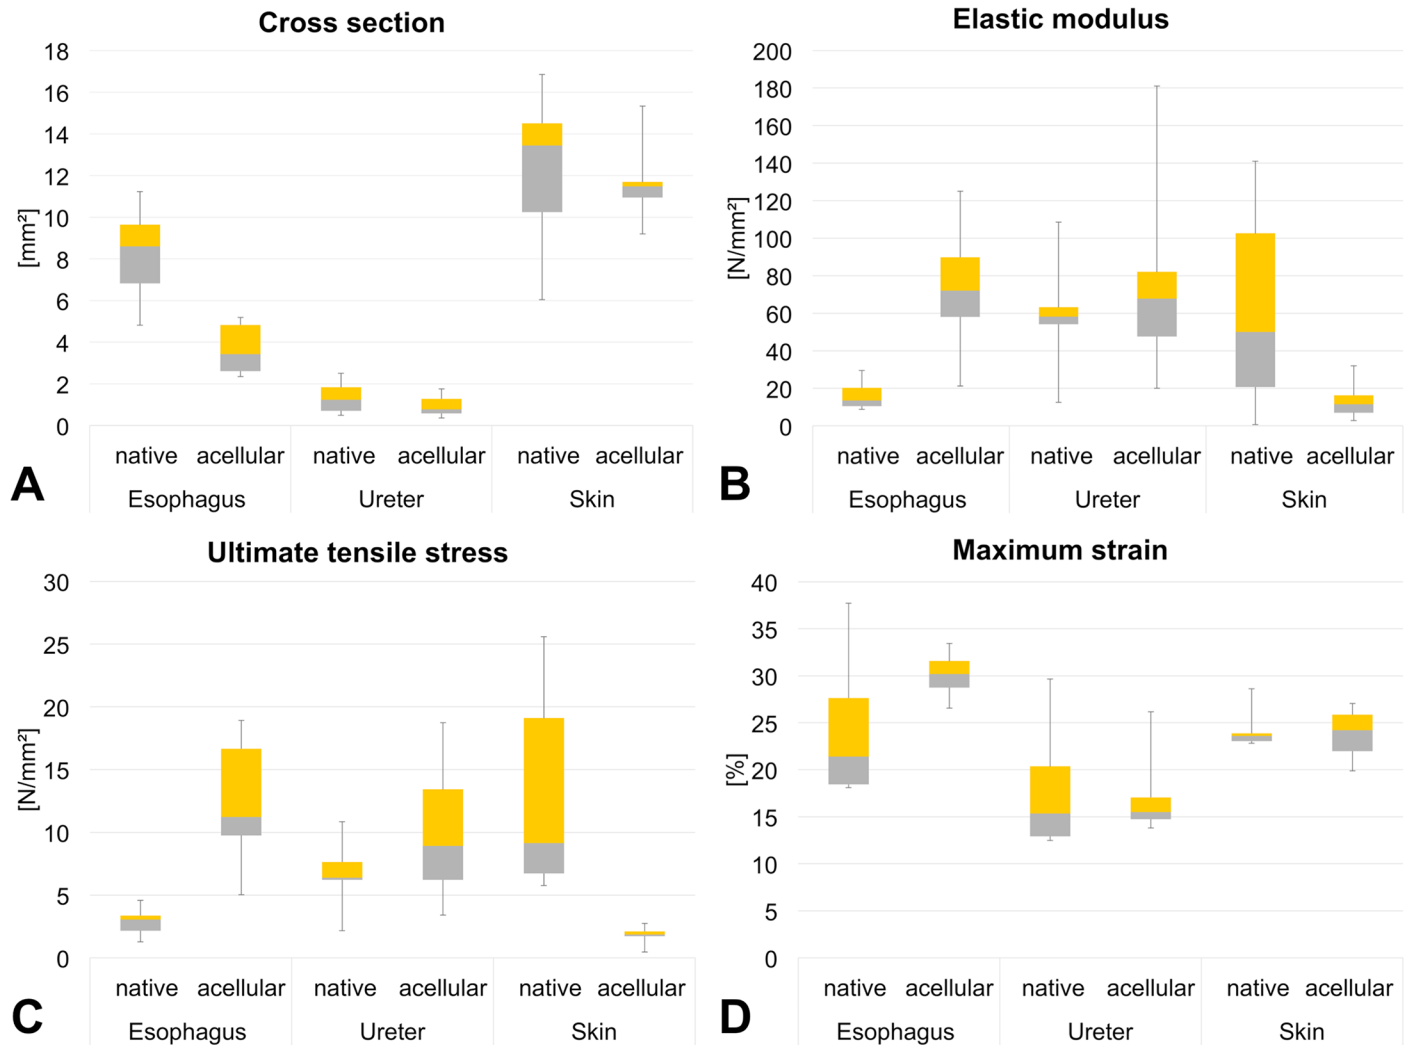 Cross section
18
16
14
12
10
8
6
4
2
0
[mm²]
native acellular native acellular native acellular
Esophagus Ureter Skin
A
Elastic modulus
200
180
160
140
120
100
80
60
40
20
0
[N/mm²]
native acellular native acellular native acellular
Esophagus Ureter Skin
B
Ultimate tensile stress
30
25
20
15
10
5
0
[N/mm²]
native acellular native acellular native acellular
Esophagus Ureter Skin
C
Maximum strain
40
35
30
25
20
15
10
5
0
[%]
native acellular native acellular native acellular
Esophagus Ureter Skin
D